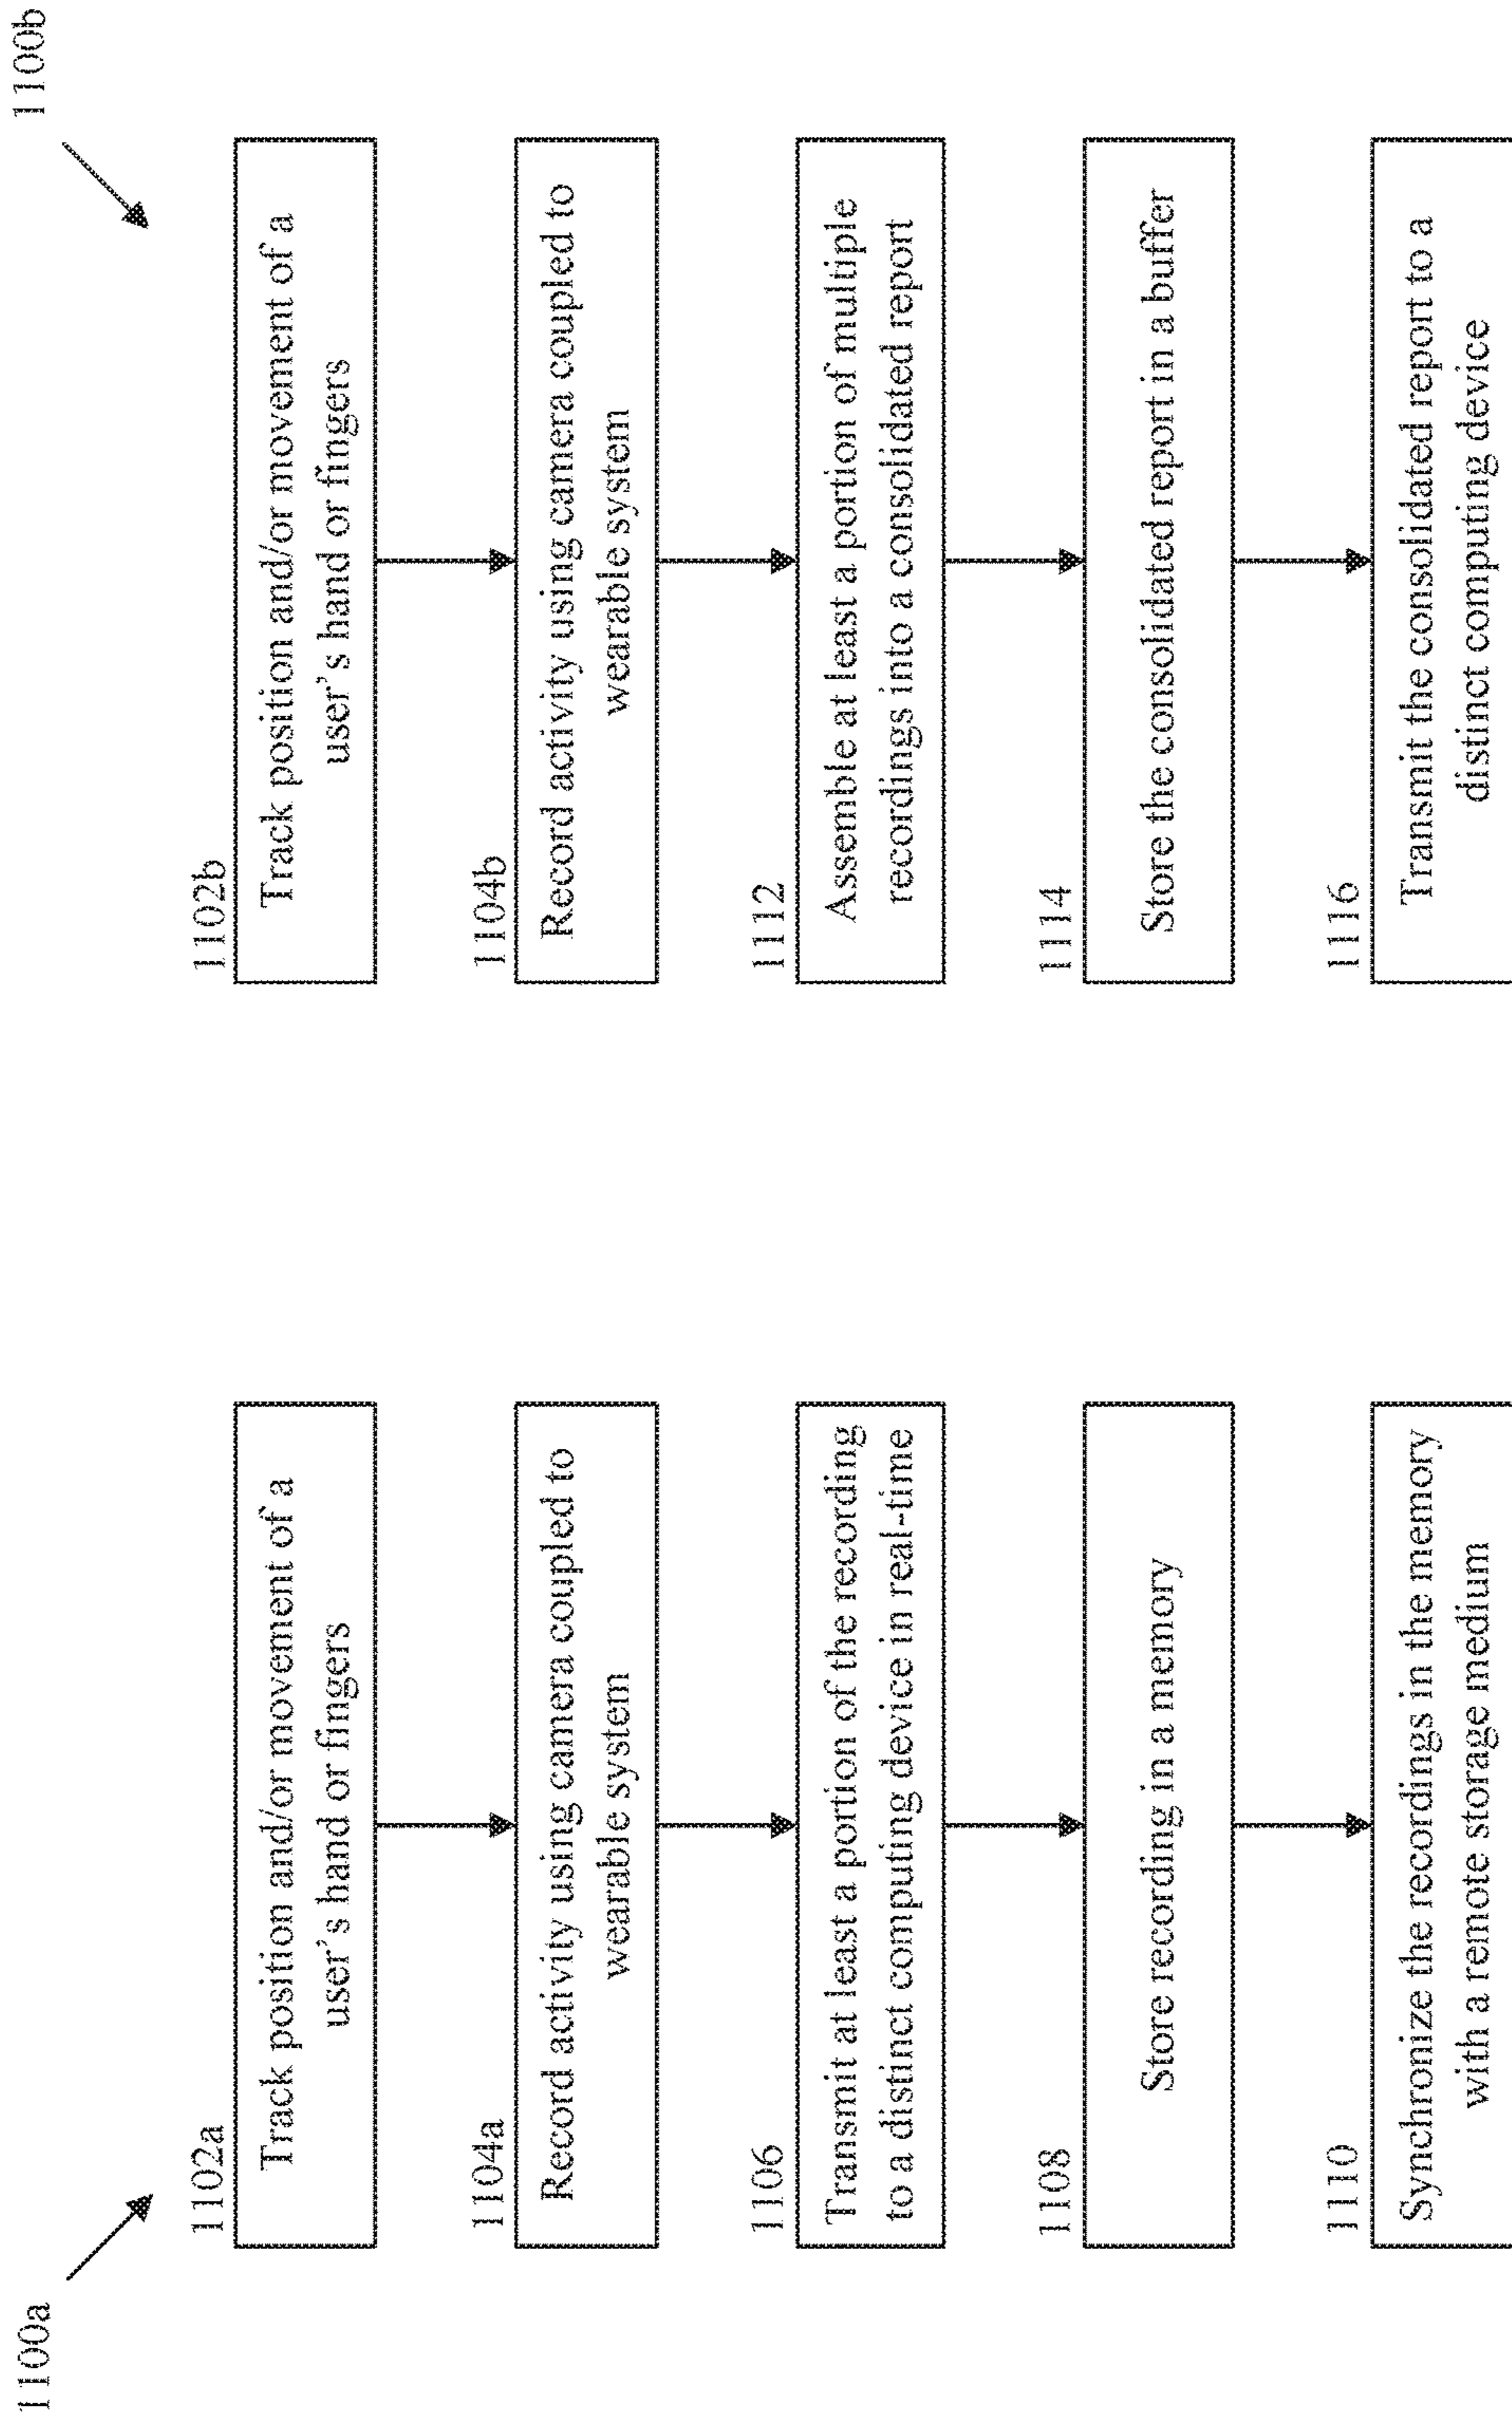 1100a
1102a
Track position and/or movement of a
user's hand or fingers
1104a
Record activity using camera coupled to
wearable system
1106
Transmit at least a portion of the recording
to a distinct computing device in real-time
1108
Store recording in a memory
1110
Synchronize the recordings in the memory
with a remote storage medium
1100b
1102b
Track position and/or movement of a
user's hand or fingers
1104b
Record activity using camera coupled to
wearable system
1112
Assemble at least a portion of multiple
recordings into a consolidated report
1114
Store the consolidated report in a buffer
1116
Transmit the consolidated report to a
distinct computing device